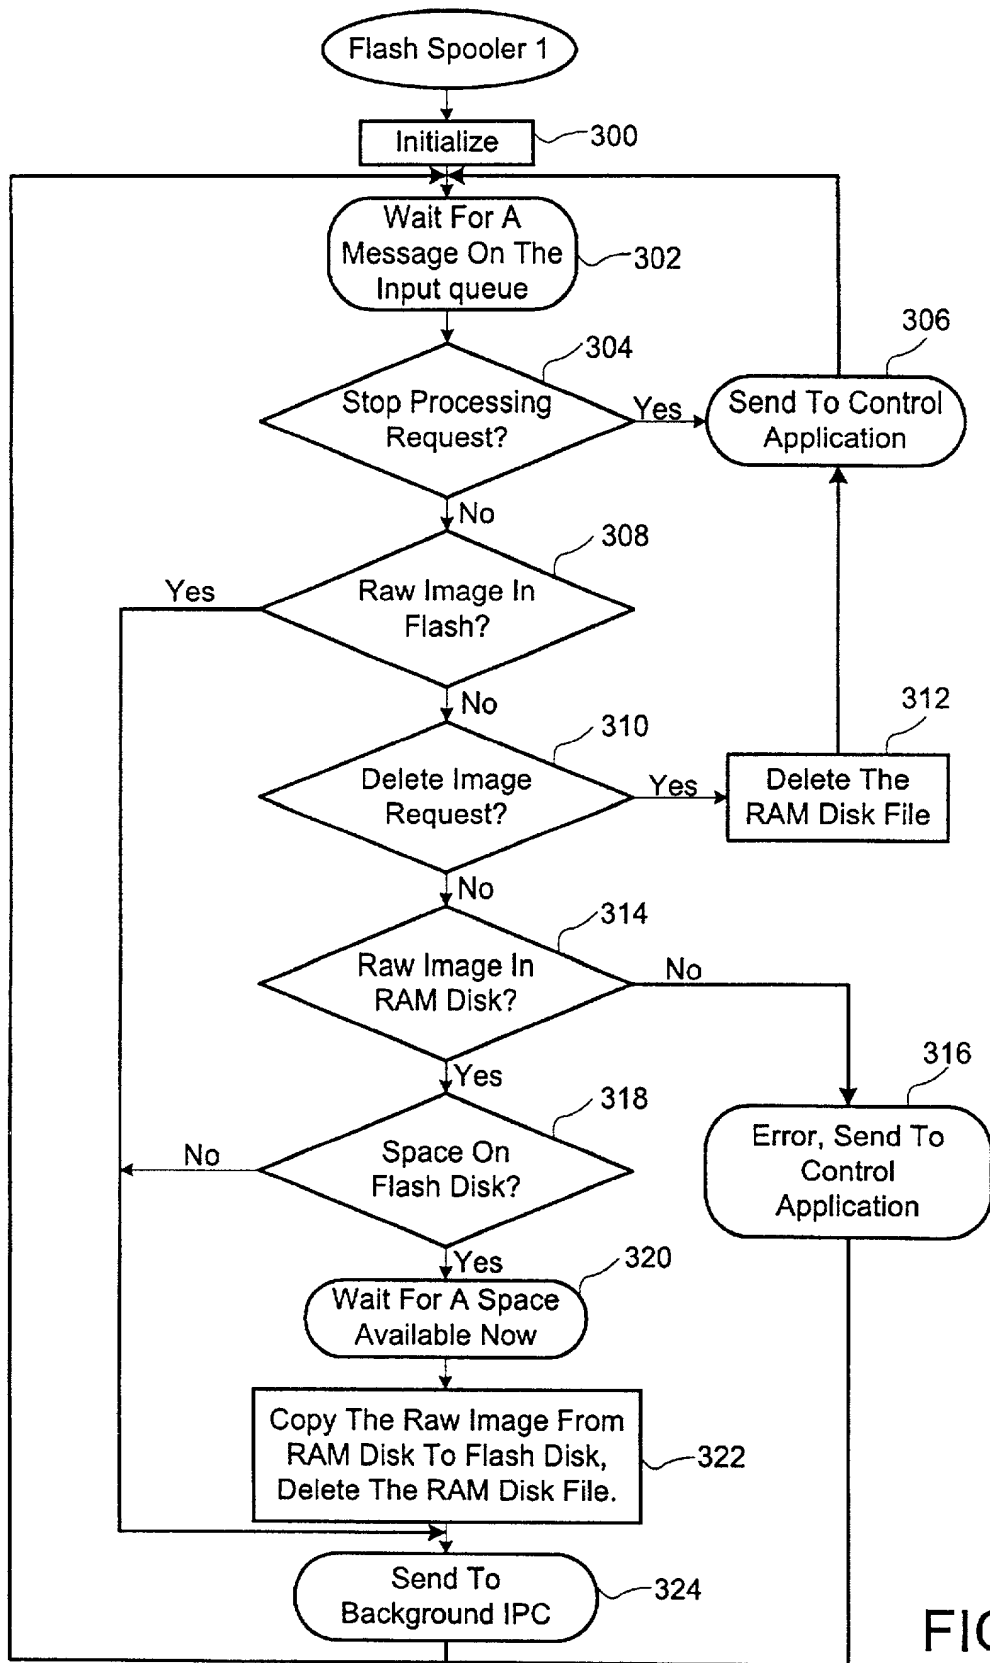 Flash Spooler 1
Initialize
300
Wait For A
Message On The
Input queue
302
304
Stop Processing
Request?
Yes
306
Send To Control
Application
No
308
Yes
Raw Image In
Flash?
No
310
Delete Image
Request?
Yes
312
Delete The
RAM Disk File
No
314
Raw Image In
RAM Disk?
No
Yes
316
Error, Send To
Control
Application
318
No
Space On
Flash Disk?
Yes
320
Wait For A Space
Available Now
Copy The Raw Image From
RAM Disk To Flash Disk,
Delete The RAM Disk File.
322
Send To
Background IPC
324